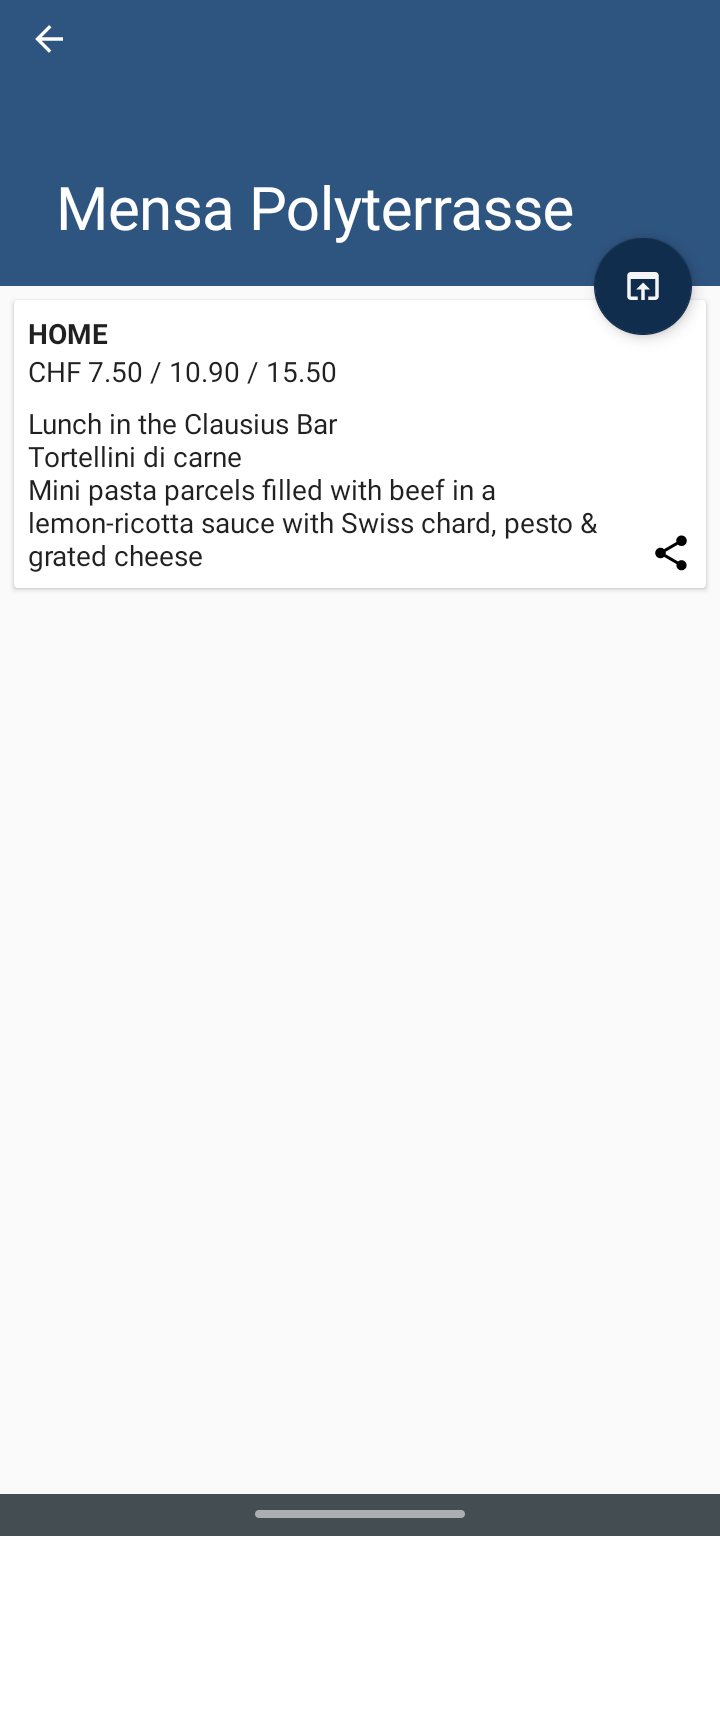 Mensa Polyterrasse
HOME
CHF 7.50 / 10.90 / 15.50
Lunch in the Clausius Bar
Tortellini di carne
Mini pasta parcels filled with beef in a
lemon-ricotta sauce with Swiss chard, pesto &
grated cheese